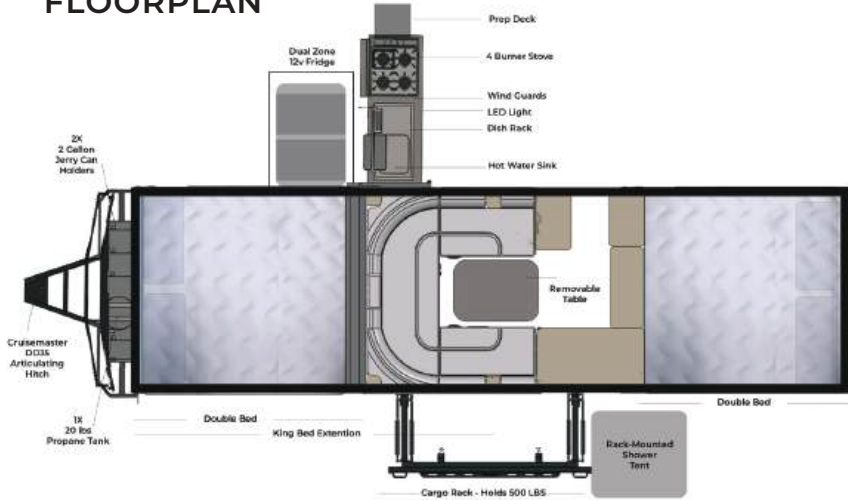 FLOORPLAN
Prep Deck
Dual Zone
12v Fridge
4 Burner Stove
Wind Guards
LED Light
Dish Rack
2X
2 Gallon
Jerry Can
Holders
Hot Water Sink
Removable
Table
Cruisemaster
DO35
Articulating
Hitch
1X
20 lbs
Propane Tank
Double Bed
King Bed Extention
Double Bed
Rack-Mounted
Shower
Tent
Cargo Rack - Holds 500 LBS